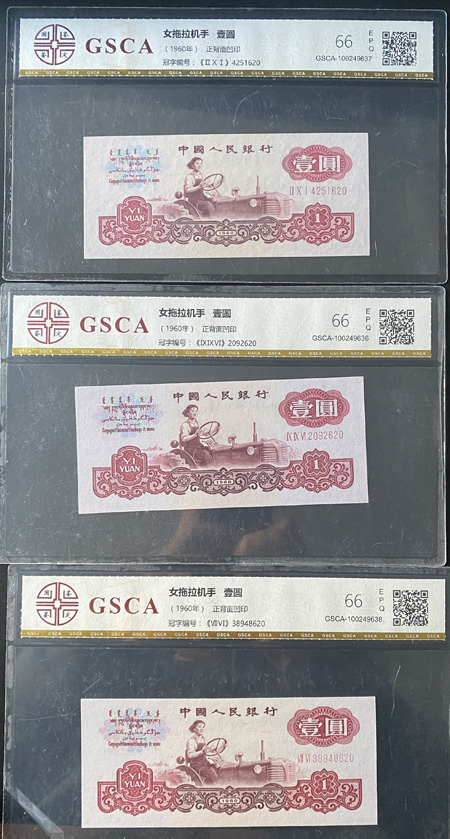 GSCA
女拖拉机手 壹圆
（1960年） 正背面凹印
冠字编号：《ⅡⅩⅠ》4251620
66
EPQ
GSCA-100249637
中國人民銀行
壹圓
ⅡⅩⅠ4251620
YI
YUAN
1
GSCA
女拖拉机手 壹圆
（1960年） 正背面凹印
冠字编号：《ⅨⅨⅥ》2092620
66
EPQ
GSCA-100249636
中國人民銀行
壹圓
ⅨⅨⅥ2092620
YI
YUAN
1960
1
GSCA
女拖拉机手 壹圆
（1960年） 正背面凹印
冠字编号：《ⅦⅥ》38948620
66
EPQ
GSCA-100249638
中國人民銀行
壹圓
ⅦⅥ38948620
YI
YUAN
1960
1